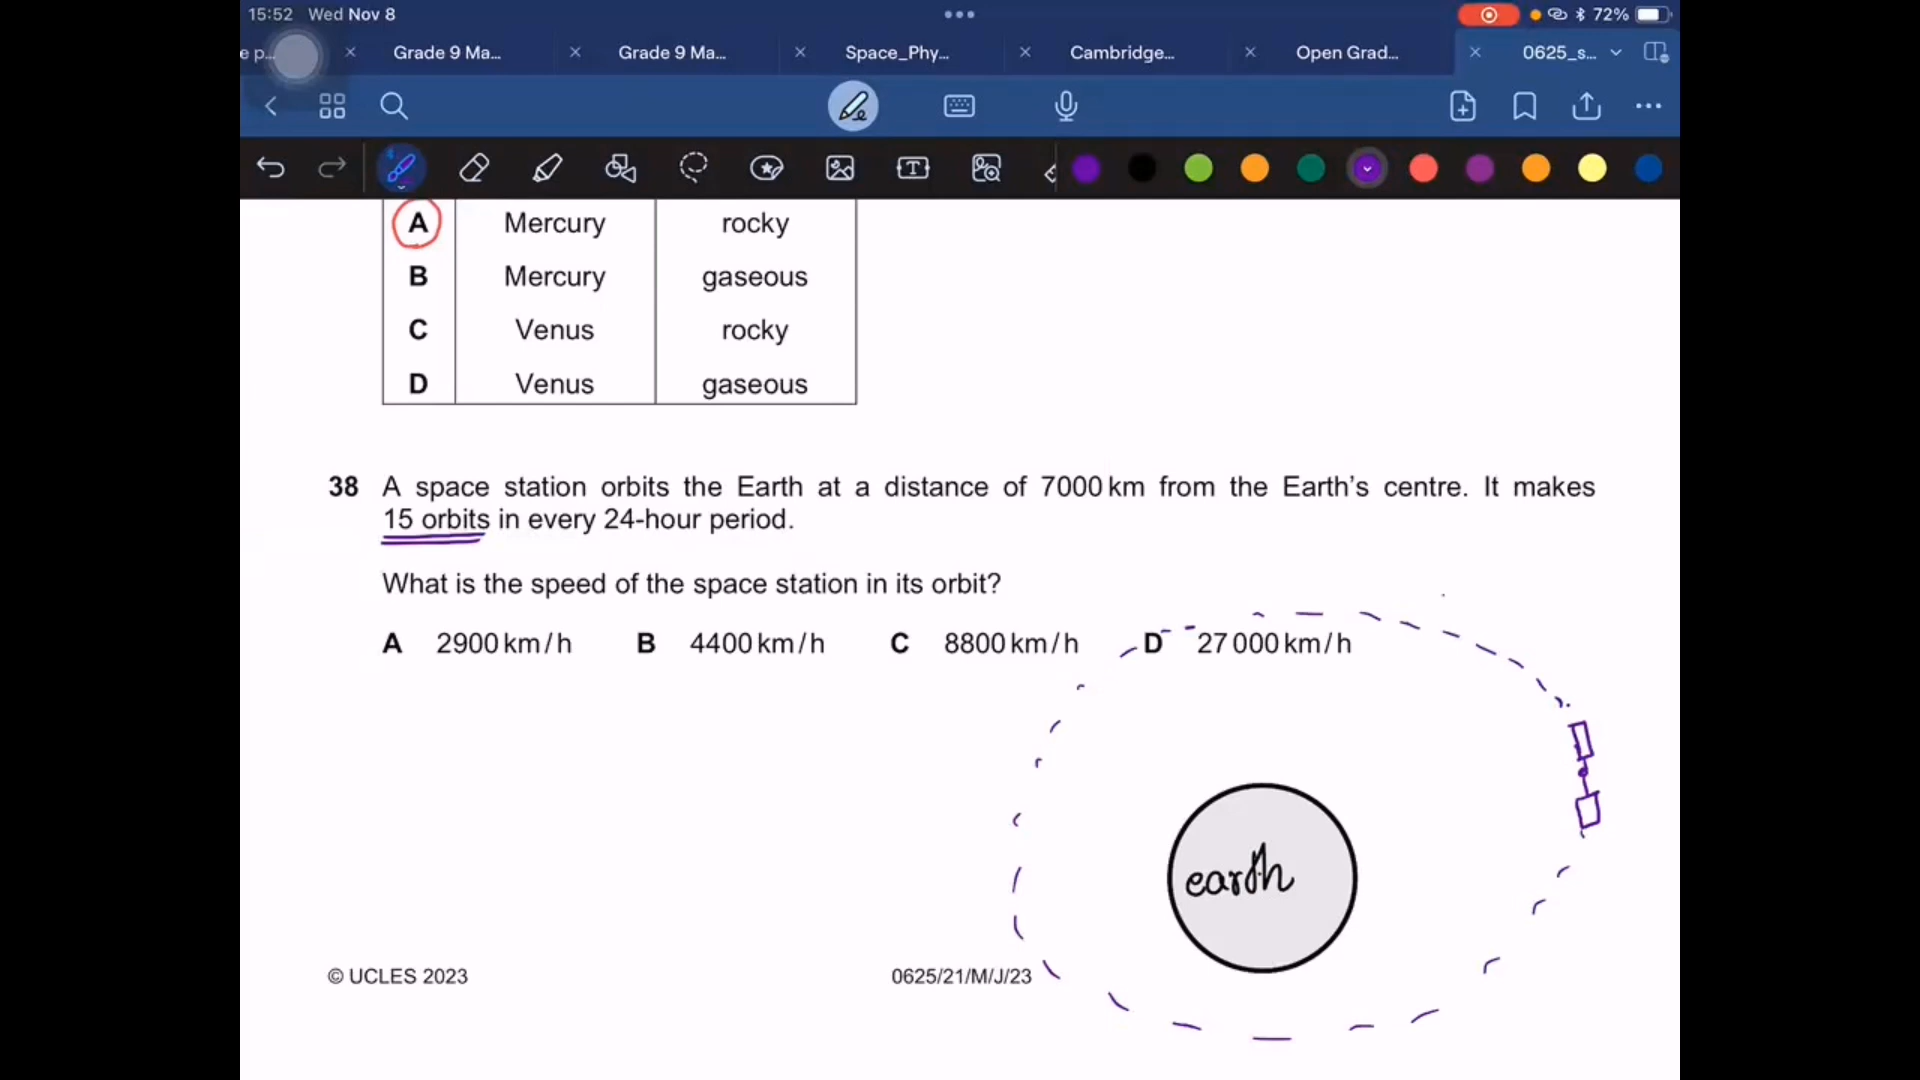 15:52 Wed Nov 8
72%
e p...
Grade 9 Ma...
Grade 9 Ma...
Space_Phy...
Cambridge...
Open Grad...
0625_s...
A Mercury rocky
B Mercury gaseous
C Venus rocky
D Venus gaseous
38 A space station orbits the Earth at a distance of 7000 km from the Earth's centre. It makes
15 orbits in every 24-hour period.
What is the speed of the space station in its orbit?
A 2900 km / h B 4400 km / h C 8800 km / h D 27 000 km / h
earth
© UCLES 2023
0625/21/M/J/23